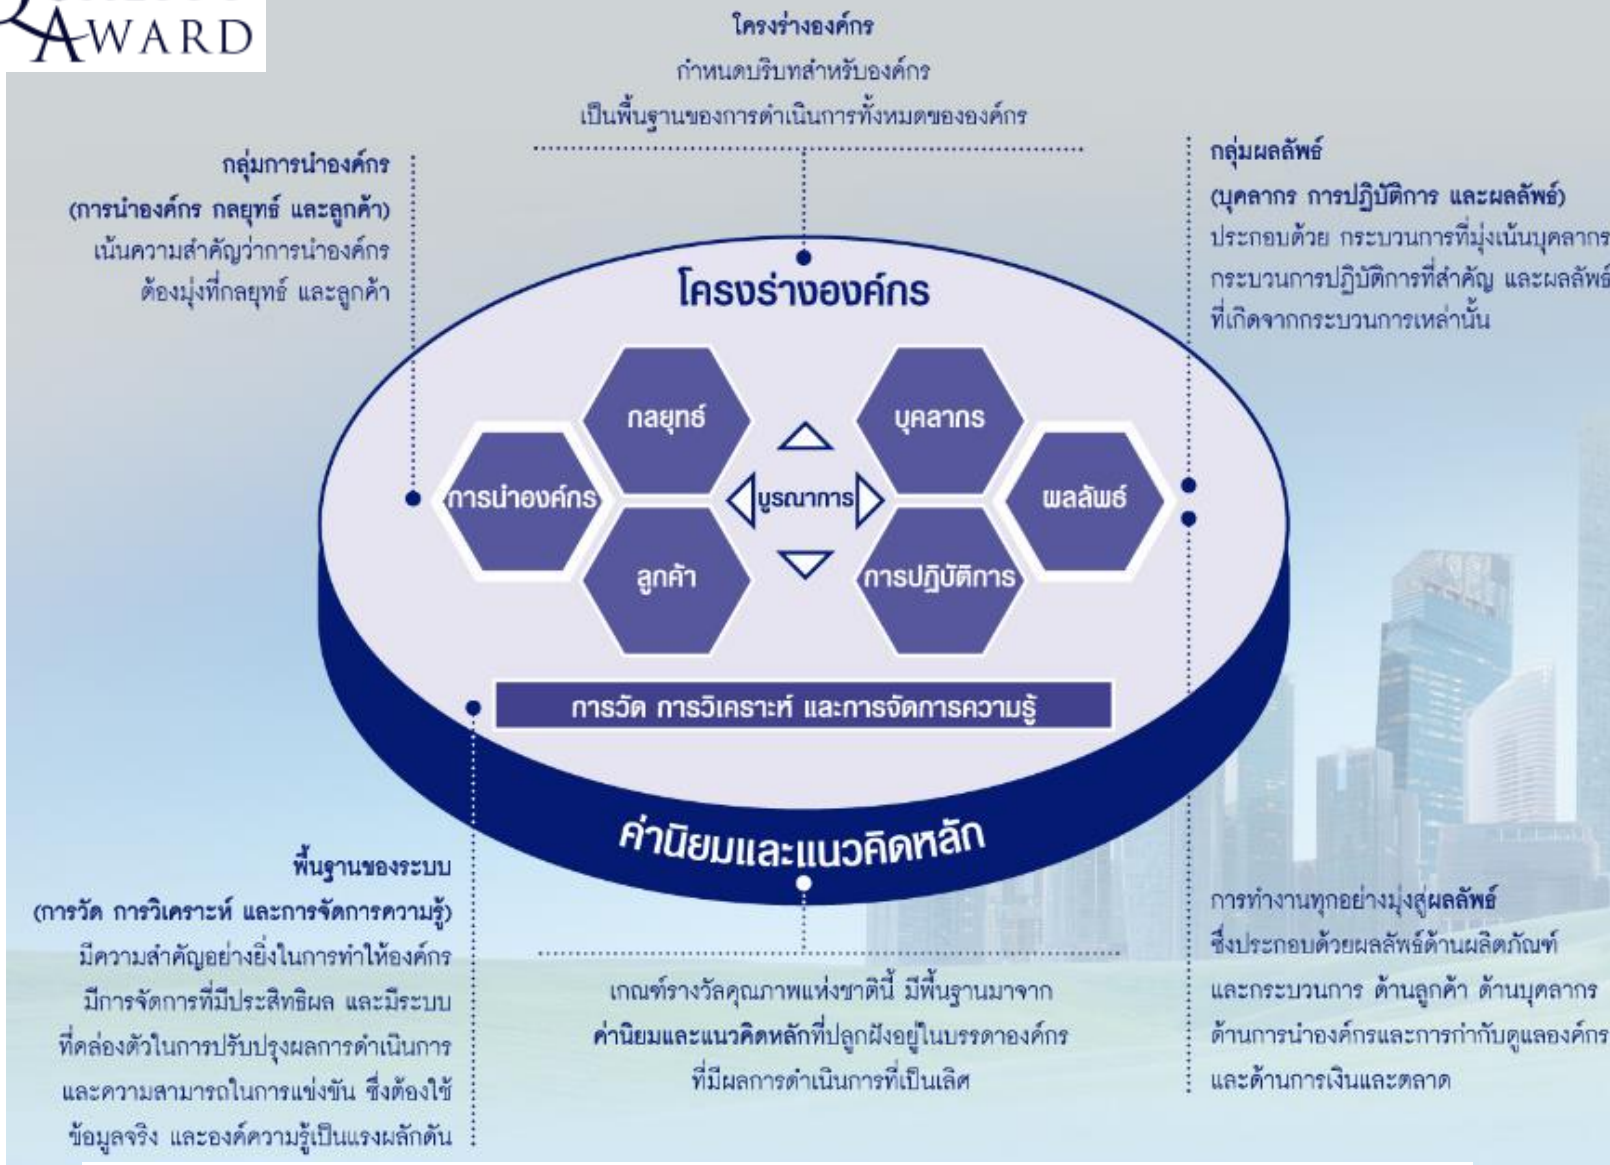 AWARD
โครงร่างองค์กร
กำหนดบริบทสำหรับองค์กร
เป็นพื้นฐานของการดำเนินการทั้งหมดขององค์กร
กลุ่มการนำองค์กร
(การนำองค์กร กลยุทธ์ และลูกค้า)
เน้นความสำคัญว่าการนำองค์กร
ต้องมุ่งที่กลยุทธ์ และลูกค้า
กลุ่มผลลัพธ์
(บุคลากร การปฏิบัติการ และผลลัพธ์)
ประกอบด้วย กระบวนการที่มุ่งเน้นบุคลากร
กระบวนการปฏิบัติการที่สำคัญ และผลลัพธ์
ที่เกิดจากกระบวนการเหล่านั้น
โครงร่างองค์กร
กลยุทธ์
บุคลากร
การนำองค์กร
บูรณาการ
ผลลัพธ์
ลูกค้า
การปฏิบัติการ
การวัด การวิเคราะห์ และการจัดการความรู้
ค่านิยมและแนวคิดหลัก
พื้นฐานของระบบ
(การวัด การวิเคราะห์ และการจัดการความรู้)
มีความสำคัญอย่างยิ่งในการทำให้องค์กร
มีการจัดการที่มีประสิทธิผล และมีระบบ
ที่คล่องตัวในการปรับปรุงผลการดำเนินการ
และความสามารถในการแข่งขัน ซึ่งต้องใช้
ข้อมูลจริง และองค์ความรู้เป็นแรงผลักดัน
เกณฑ์รางวัลคุณภาพแห่งชาตินี้ มีพื้นฐานมาจาก
ค่านิยมและแนวคิดหลักที่ปลูกฝังอยู่ในบรรดาองค์กร
ที่มีผลการดำเนินการที่เป็นเลิศ
การทำงานทุกอย่างมุ่งสู่ผลลัพธ์
ซึ่งประกอบด้วยผลลัพธ์ด้านผลิตภัณฑ์
และกระบวนการ ด้านลูกค้า ด้านบุคลากร
ด้านการนำองค์กรและการกำกับดูแลองค์กร
และด้านการเงินและตลาด